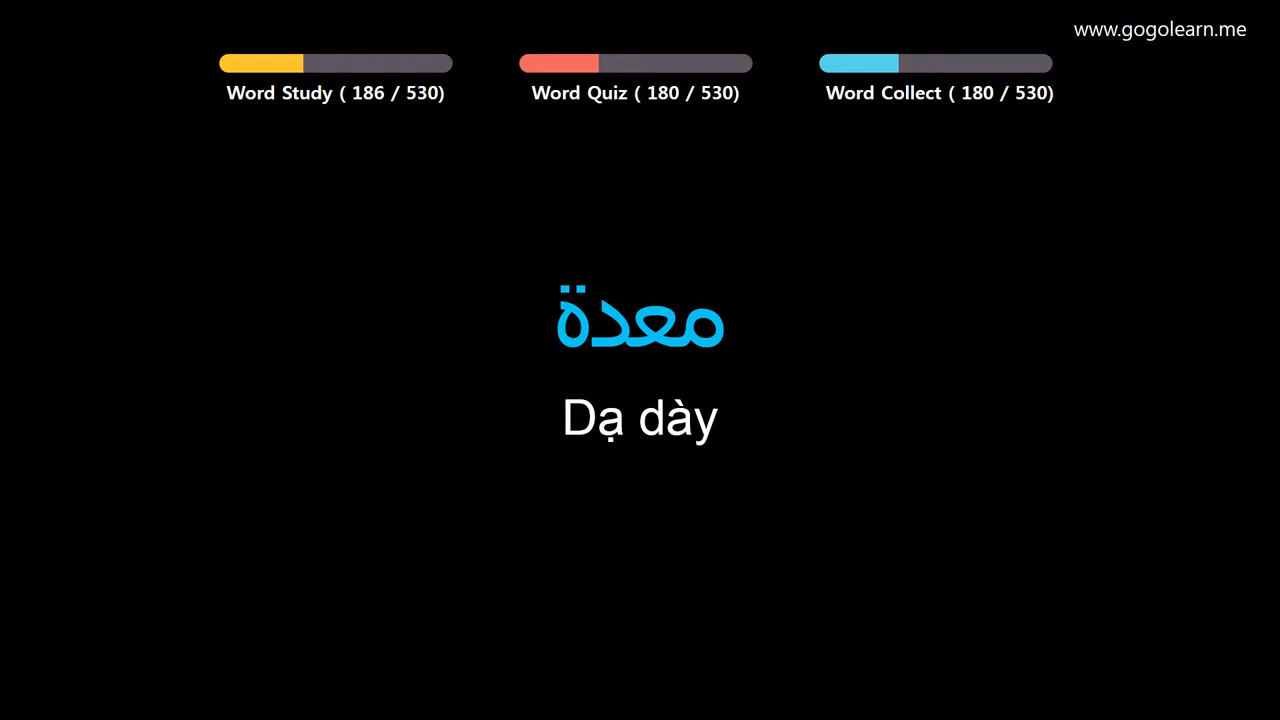 www.gogolearn.me
Word Study ( 186 / 530)
Word Quiz ( 180 / 530)
Word Collect ( 180 / 530)
معدة
Dạ dày